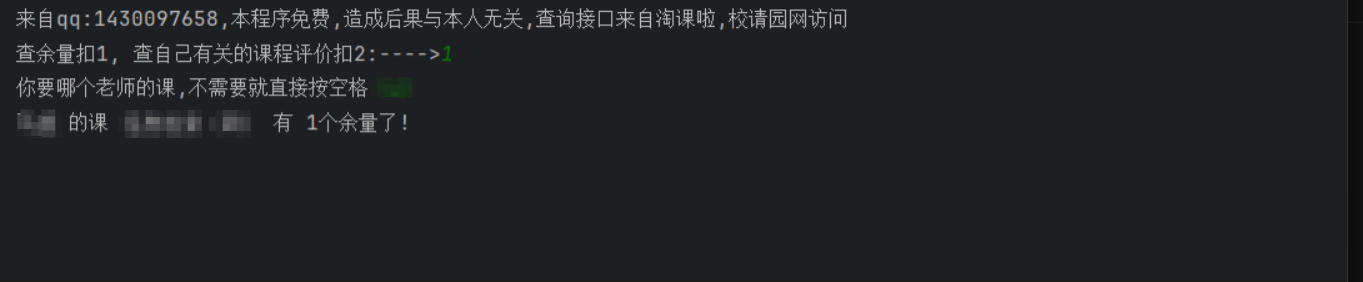 来自qq:1430097658,本程序免费,造成后果与本人无关,查询接口来自淘课啦,校请园网访问
查余量扣1, 查自己有关的课程评价扣2:---->1
你要哪个老师的课,不需要就直接按空格
的课 有 1个余量了!